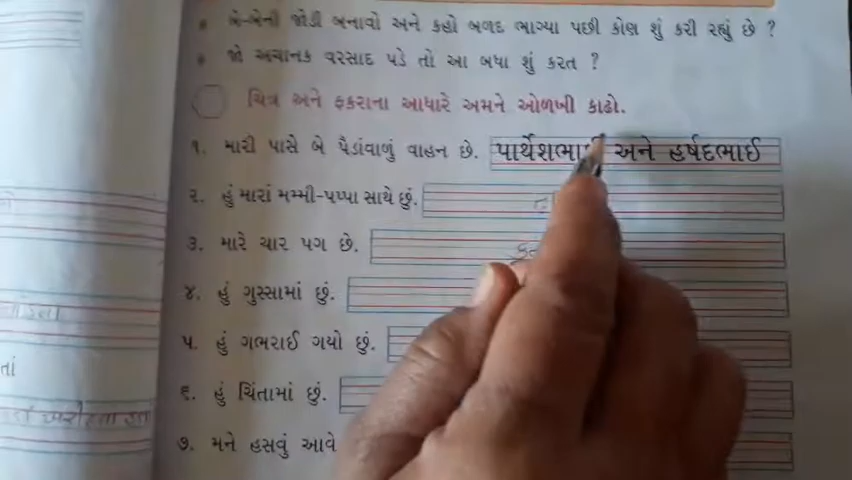 બે-બેની જોડી બનાવો અને કહો બળદ ભાગ્યા પછી કોણ શું કરી રહ્યું છે ?
જો અચાનક વરસાદ પડે તો આ બધા શું કરત ?
ચિત્ર અને ફકરાના આધારે અમને ઓળખી કાઢો.
૧. મારી પાસે બે પૈડાંવાળું વાહન છે. પાર્થેશભાઈ અને હર્ષદભાઈ
૨. હું મારાં મમ્મી-પપ્પા સાથે છું.
૩. મારે ચાર પગ છે.
૪. હું ગુસ્સામાં છું.
૫. હું ગભરાઈ ગયો છું.
૬. હું ચિંતામાં છું.
૭. મને હસવું આવે